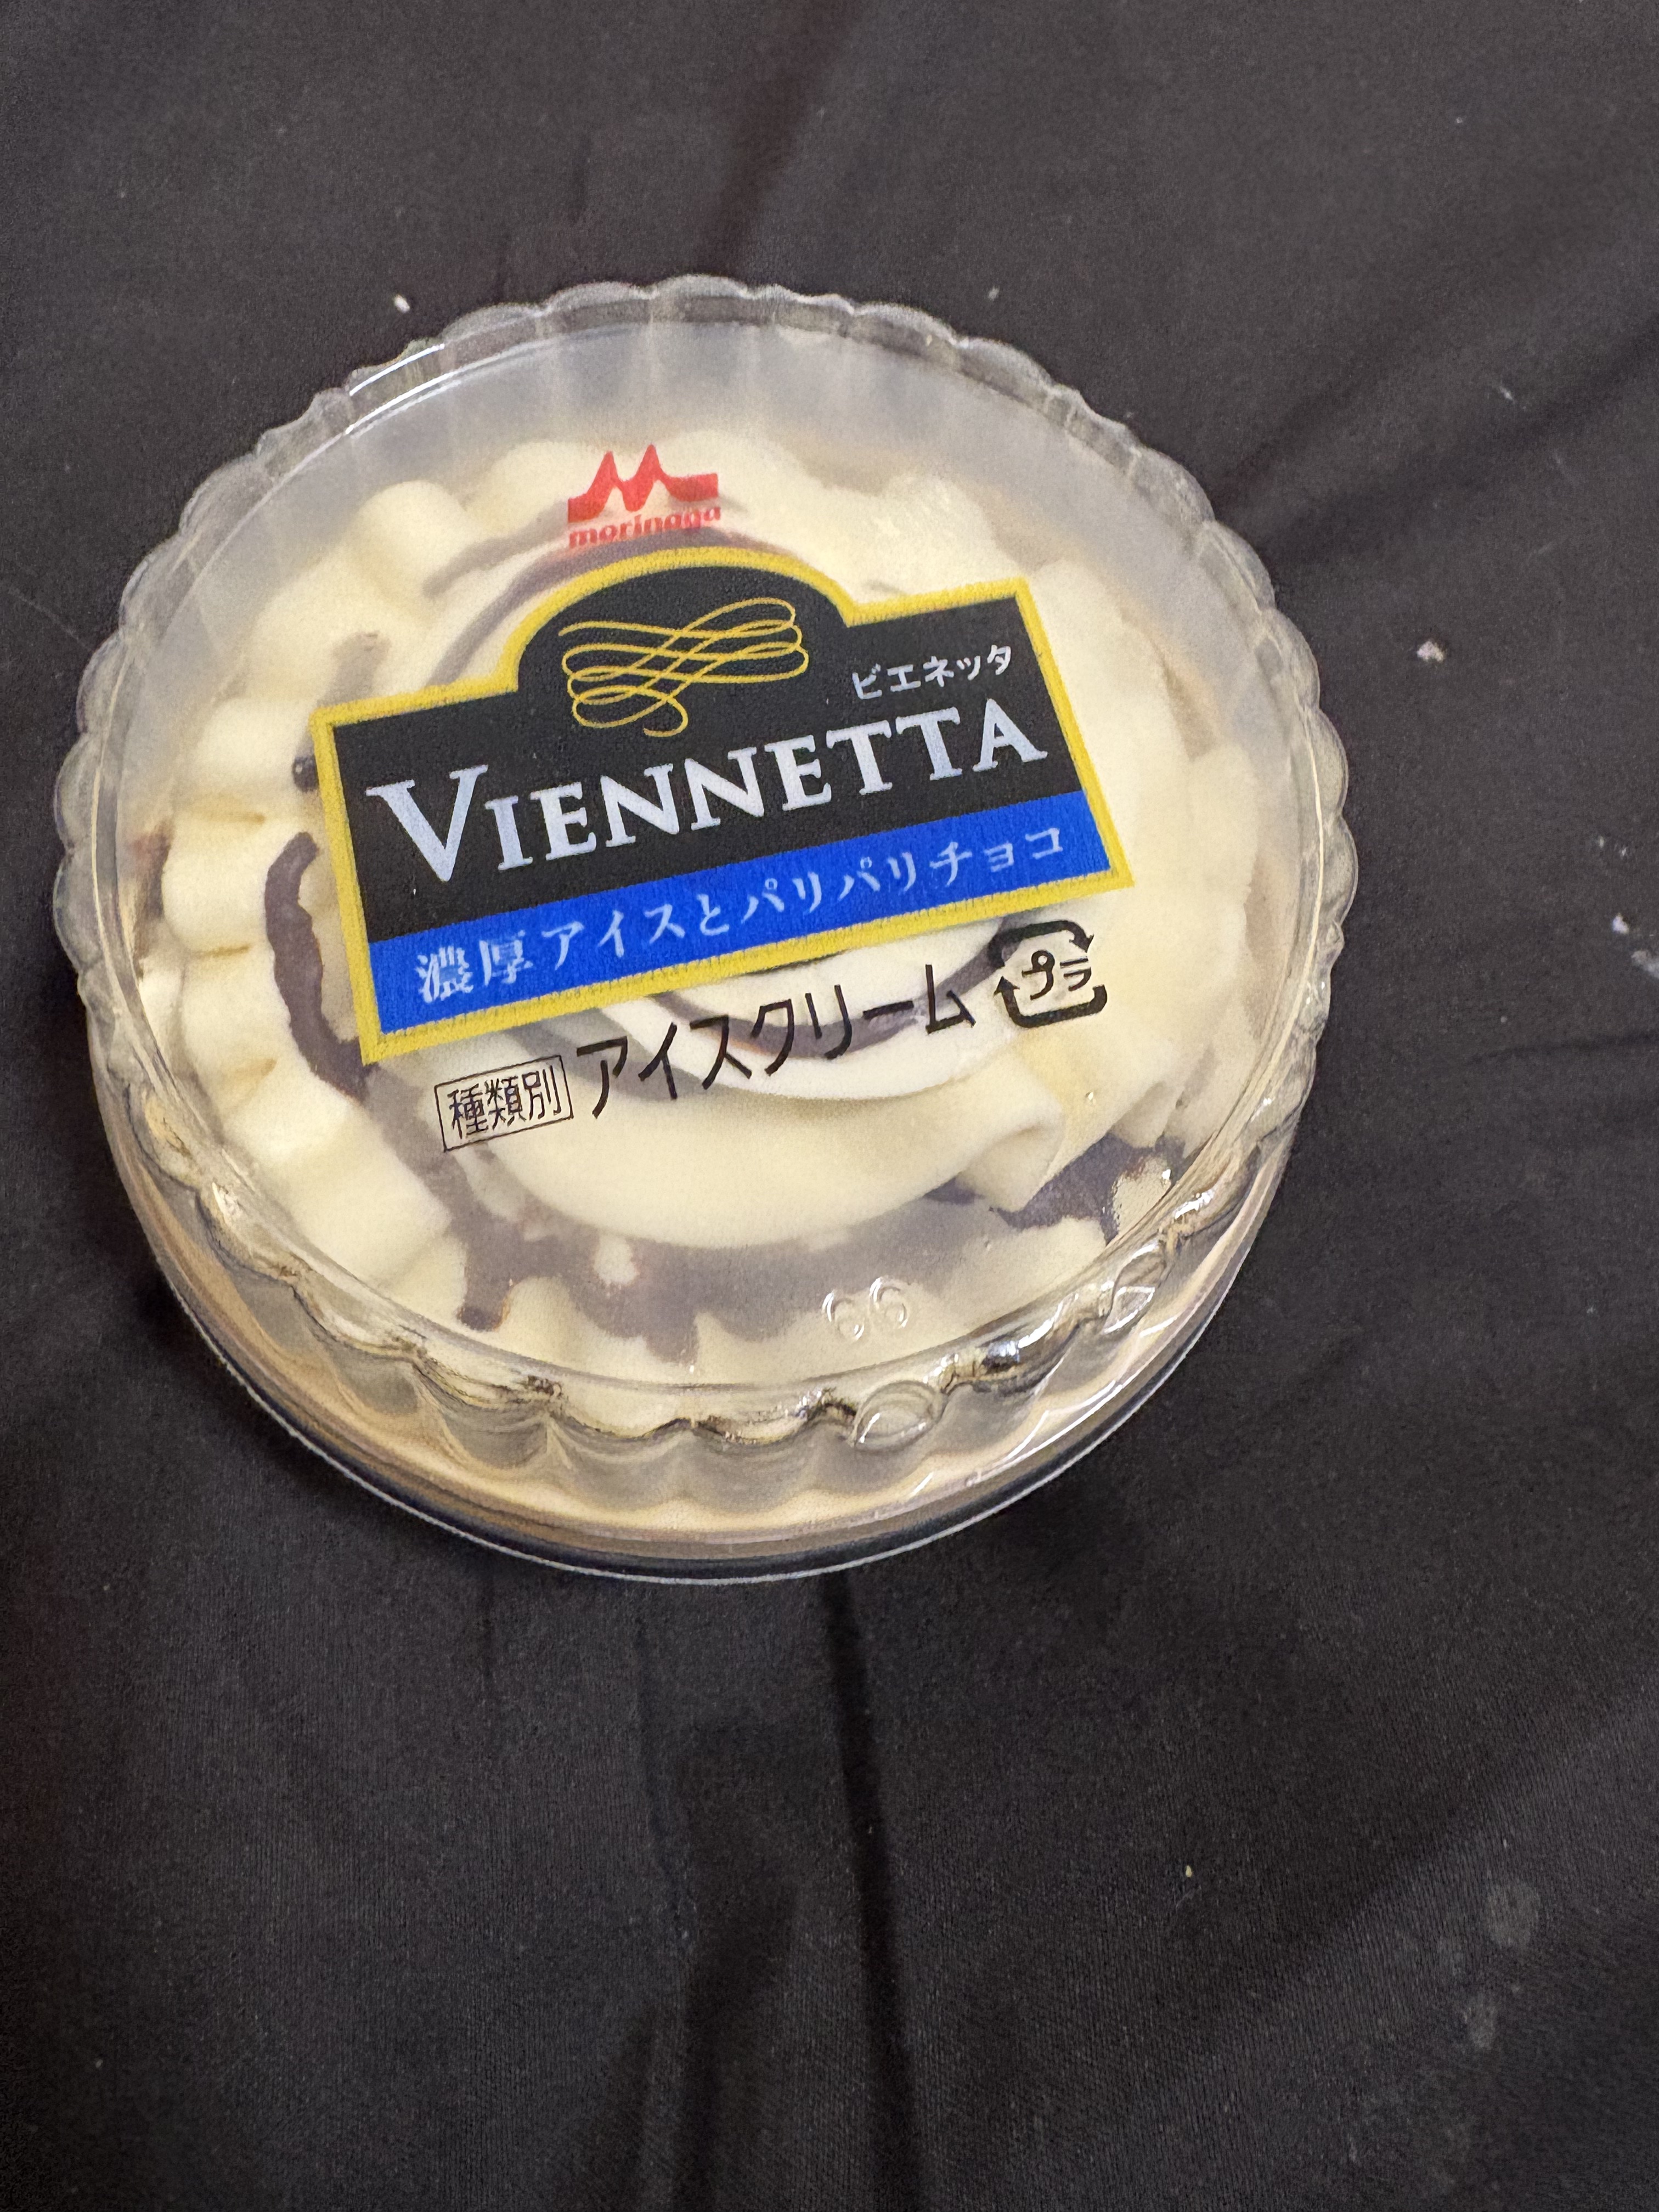 morinaga
ビエネッタ
VIENNETTA
濃厚アイスとパリパリチョコ
種類別 アイスクリーム プラ
66